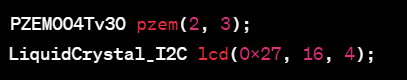 PZEM004Tv30 pzem(2, 3);
LiquidCrystal_I2C lcd(0x27, 16, 4);